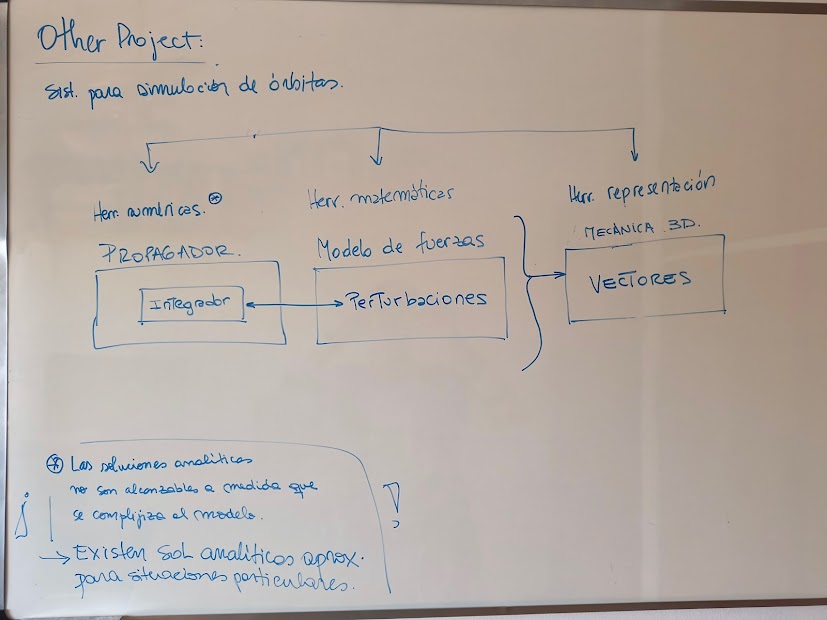 Other Project:
Sist. para simulación de órbitas.
Herr. numéricas. *
Herr. matemáticas
Herr. representación
PROPAGADOR.
Modelo de fuerzas
MECÁNICA 3D.
Integrador
Perturbaciones
VECTORES
* Las soluciones analíticas
no son alcanzables a medida que
se complijiza el modelo.
→ Existen Sol analíticas aprox.
para situaciones particulares.